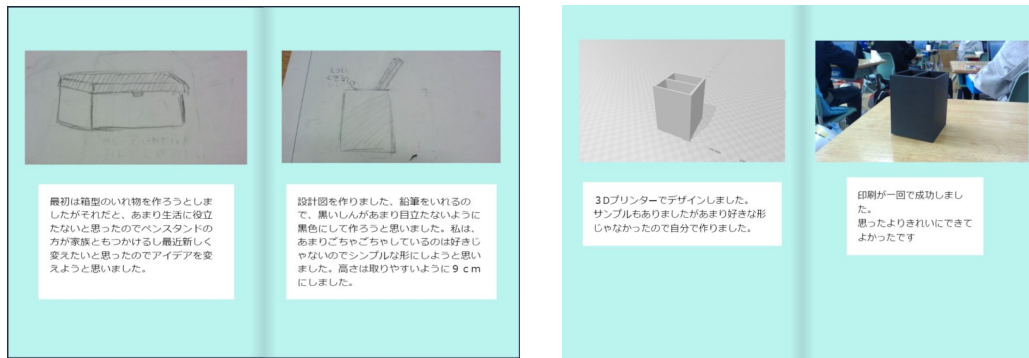 最初は箱型のいれ物を作ろうとしま
したがそれだと、あまり生活に役立
たないと思ったのでペンスタンドの
方が家族ともつかけるし最近新しく
変えたいと思ったのでアイデアを変
えようと思いました。
設計図を作りました、鉛筆をいれるの
で、黒いしんがあまり目立たないように
黒色にして作ろうと思いました。私は、
あまりごちゃごちゃしているのは好きじ
ゃないのでシンプルな形にしようと思い
ました。高さは取りやすいように９ｃｍ
にしました。
３Dプリンターでデザインしました。
サンプルもありましたがあまり好きな形
じゃなかったので自分で作りました。
印刷が一回で成功しまし
た。
思ったよりきれいにできて
よかったです